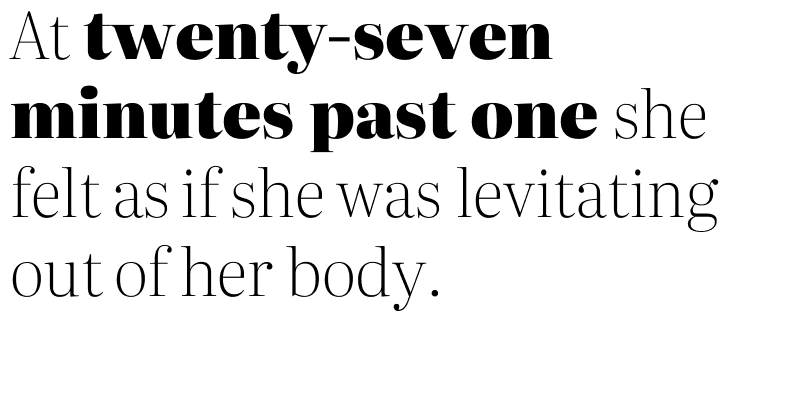 At twenty-seven
minutes past one she
felt as if she was levitating
out of her body.